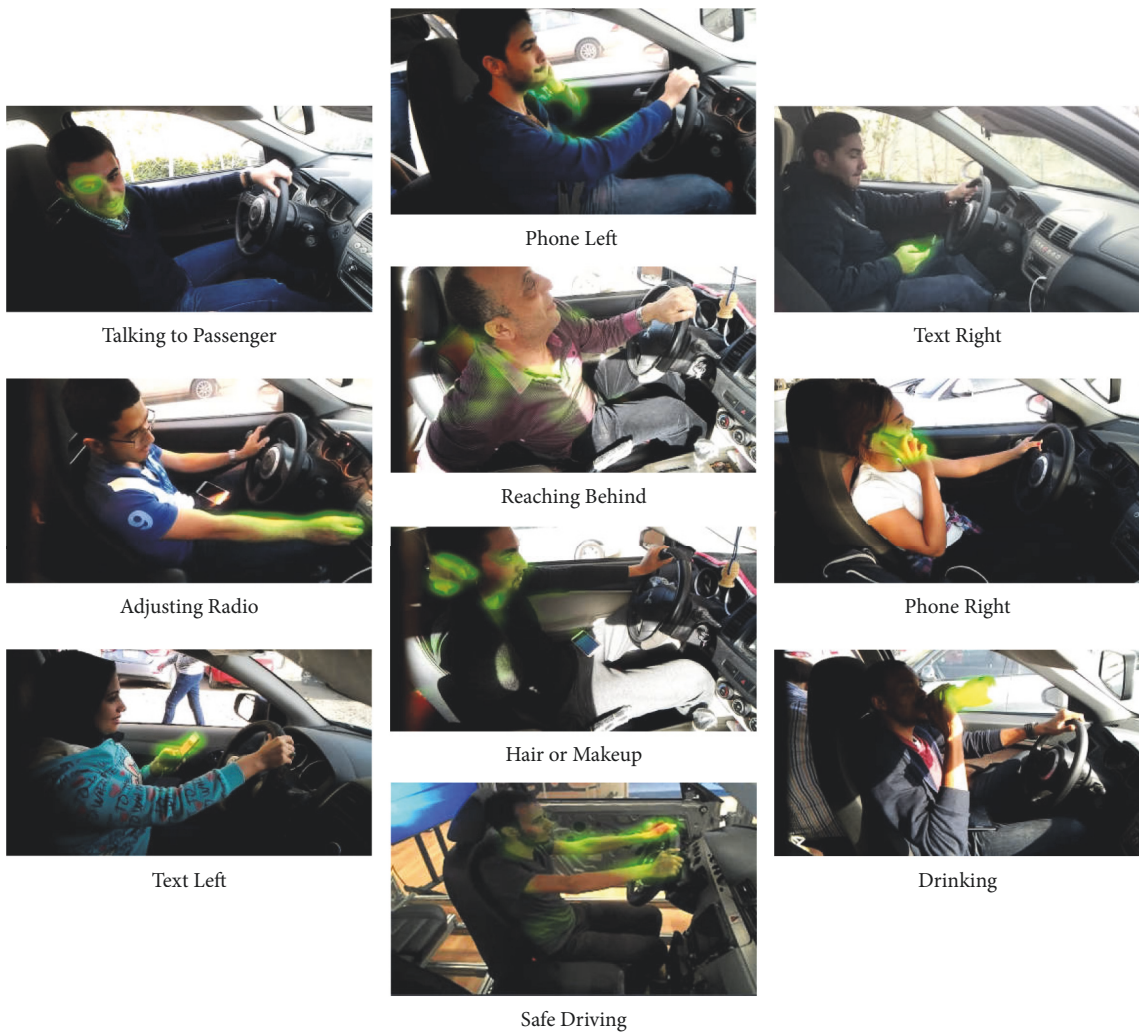 Phone Left
Talking to Passenger
Text Right
Reaching Behind
9
Adjusting Radio
Phone Right
Hair or Makeup
Text Left
Drinking
Safe Driving